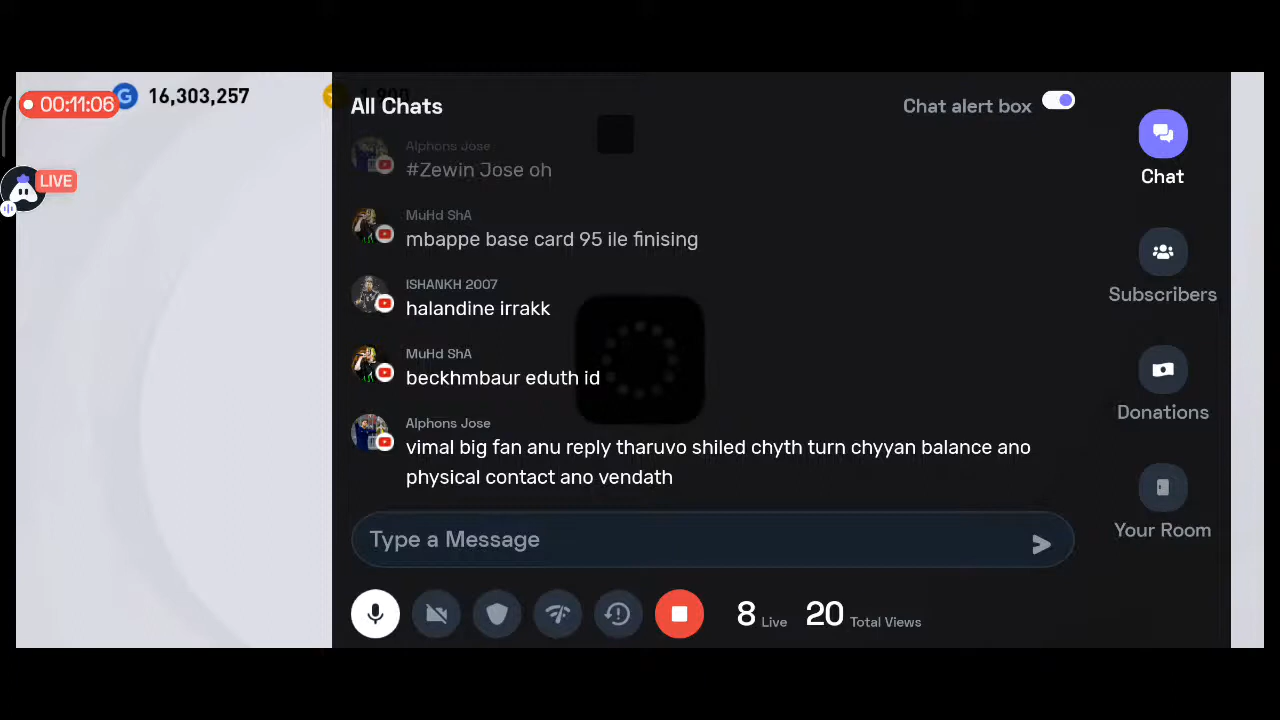 00:11:06
G 16,303,257
1,800
All Chats
Chat alert box
Alphons Jose
#Zewin Jose oh
MuHd ShA
mbappe base card 95 ile finising
ISHANKH 2007
halandine irrakk
MuHd ShA
beckhmbaur eduth id
Alphons Jose
vimal big fan anu reply tharuvo shiled chyth turn chyyan balance ano
physical contact ano vendath
Type a Message
8 Live 20 Total Views
LIVE
Chat
Subscribers
Donations
Your Room